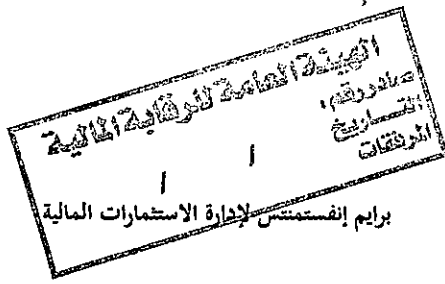 الهيئة العامة للرقابة المالية
صادر رقم :
التاريخ / /
المرفقات
برايم إنفستمنتس لإدارة الاستثمارات المالية